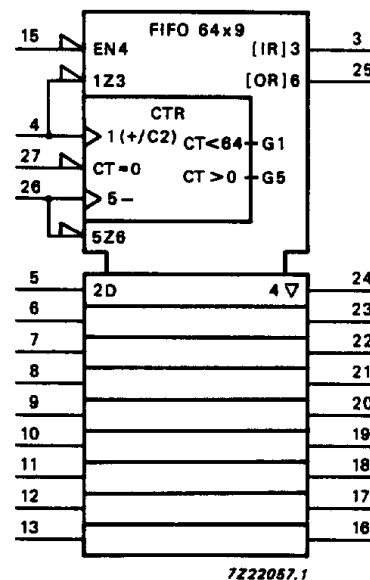 FIFO 64x9
15 EN4 [IR]3 3
1Z3 [OR]6 25
CTR
4 1(+/C2) CT<64 G1
27 CT=0 CT>0 G5
26 5−
5Z6
5 2D 4 ▽ 24
6 23
7 22
8 21
9 20
10 19
11 18
12 17
13 16
7Z22057.1